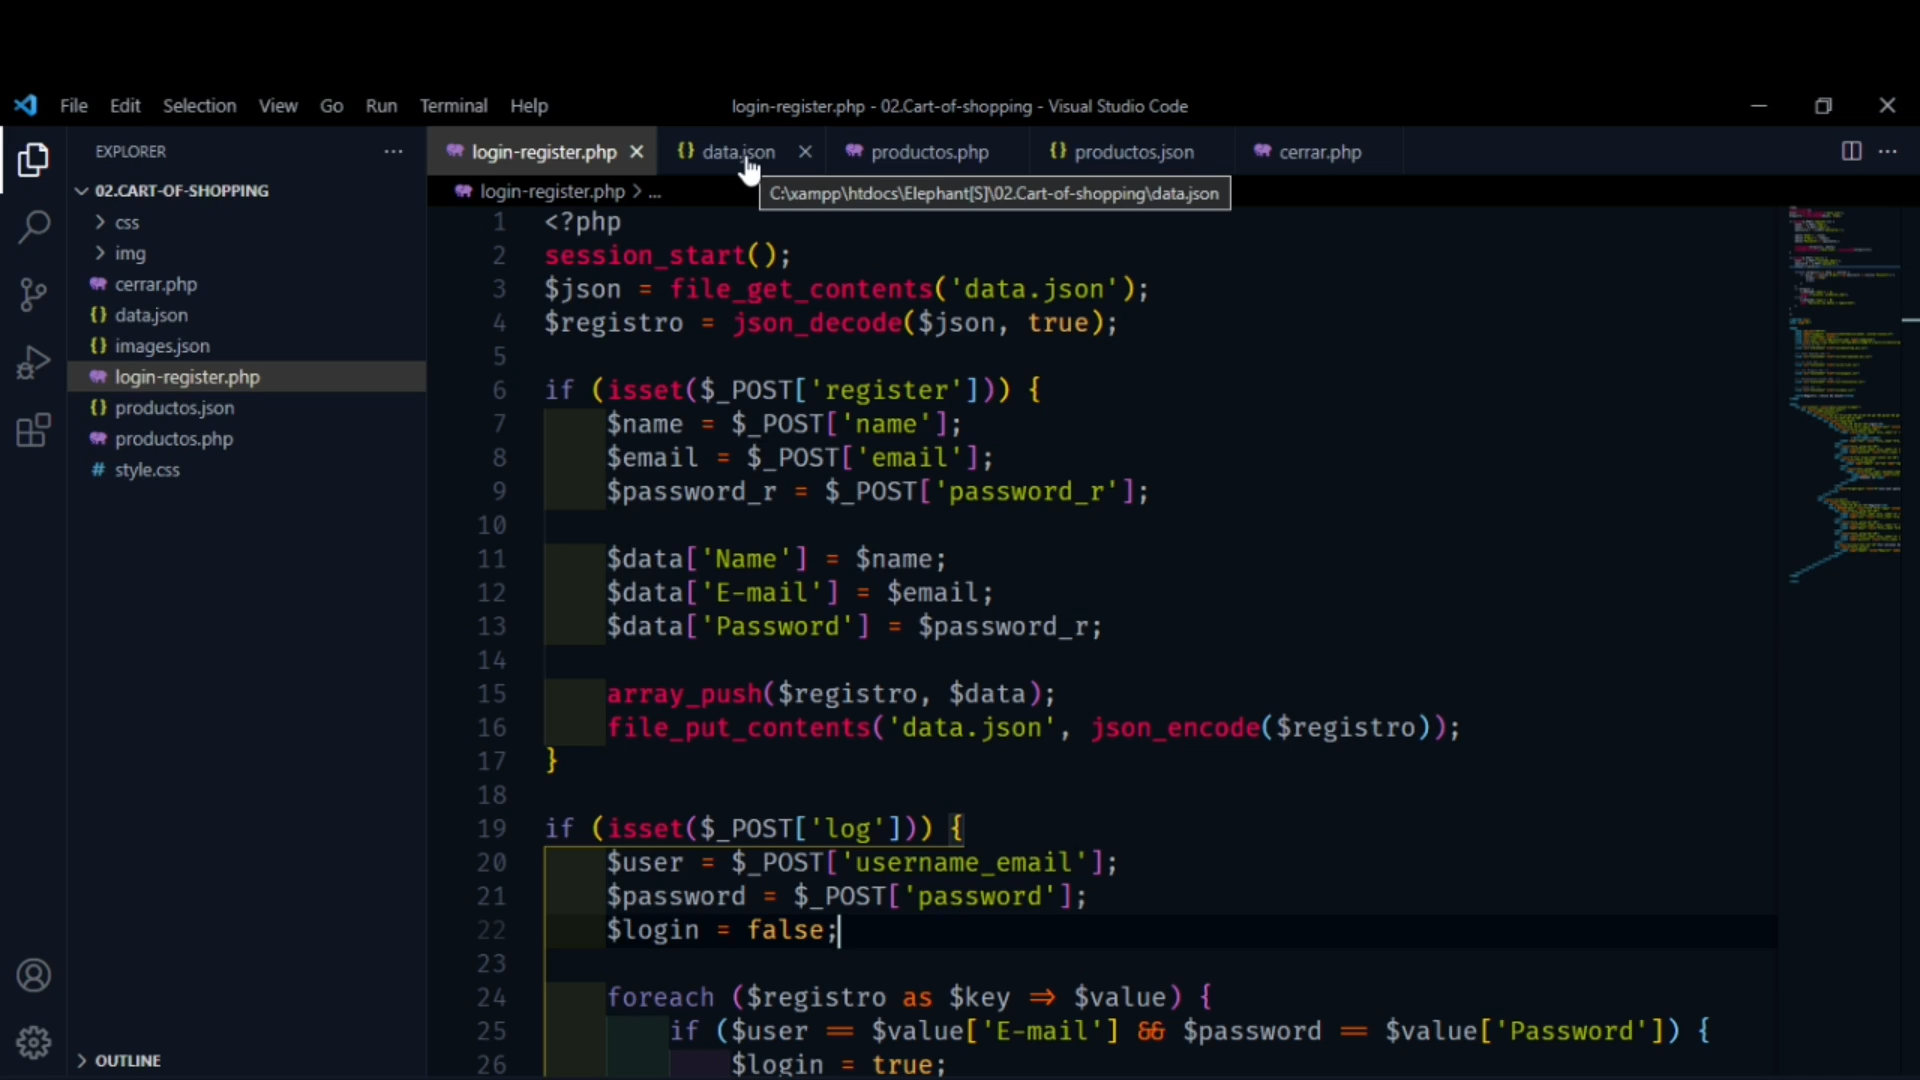 File Edit Selection View Go Run Terminal Help login-register.php - 02.Cart-of-shopping - Visual Studio Code
EXPLORER
02.CART-OF-SHOPPING
css
img
cerrar.php
data.json
images.json
login-register.php
productos.json
productos.php
style.css
OUTLINE
login-register.php data.json productos.php productos.json cerrar.php
login-register.php > ...
C:\xampp\htdocs\Elephant[S]\02.Cart-of-shopping\data.json
1 <?php
2 session_start();
3 $json = file_get_contents('data.json');
4 $registro = json_decode($json, true);
5
6 if (isset($_POST['register'])) {
7 $name = $_POST['name'];
8 $email = $_POST['email'];
9 $password_r = $_POST['password_r'];
10
11 $data['Name'] = $name;
12 $data['E-mail'] = $email;
13 $data['Password'] = $password_r;
14
15 array_push($registro, $data);
16 file_put_contents('data.json', json_encode($registro));
17 }
18
19 if (isset($_POST['log'])) {
20 $user = $_POST['username_email'];
21 $password = $_POST['password'];
22 $login = false;
23
24 foreach ($registro as $key => $value) {
25 if ($user == $value['E-mail'] && $password == $value['Password']) {
26 $login = true;